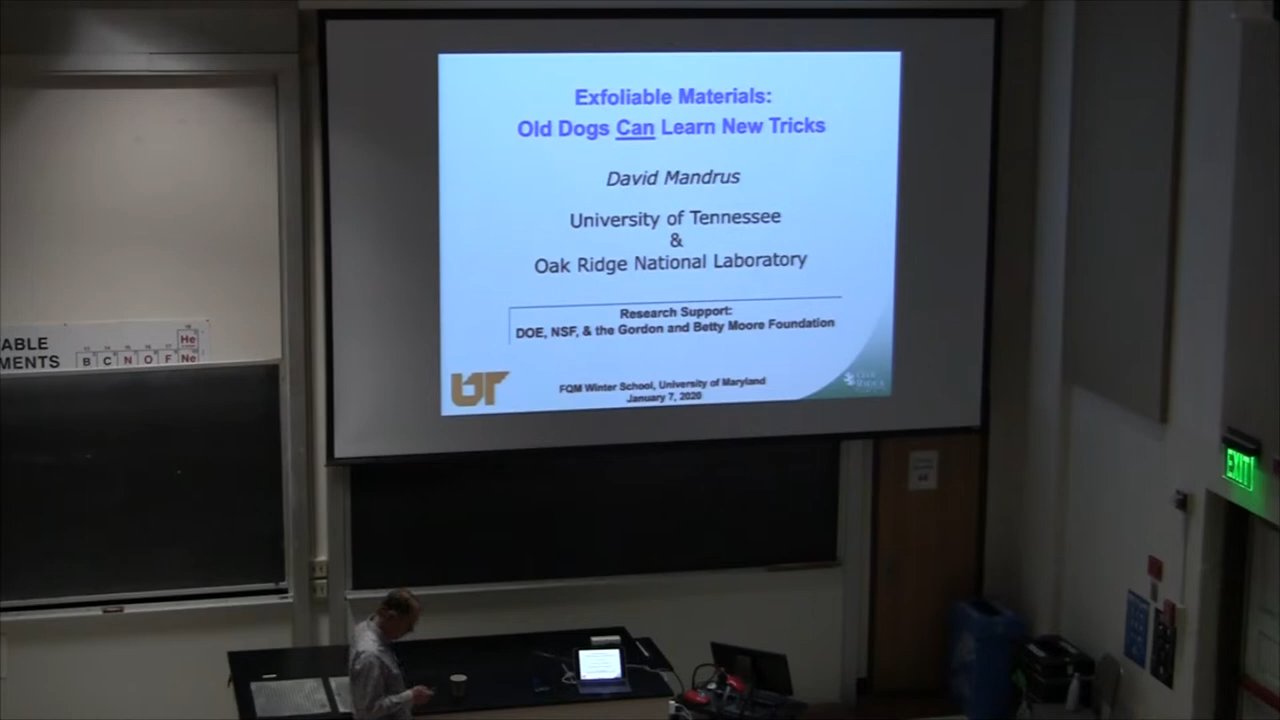 Exfoliable Materials:
Old Dogs Can Learn New Tricks
David Mandrus
University of Tennessee
&
Oak Ridge National Laboratory
Research Support:
DOE, NSF, & the Gordon and Betty Moore Foundation
UT
FQM Winter School, University of Maryland
January 7, 2020
OAK
RIDGE
ABLE
MENTS
He
B C N O F Ne
EXIT